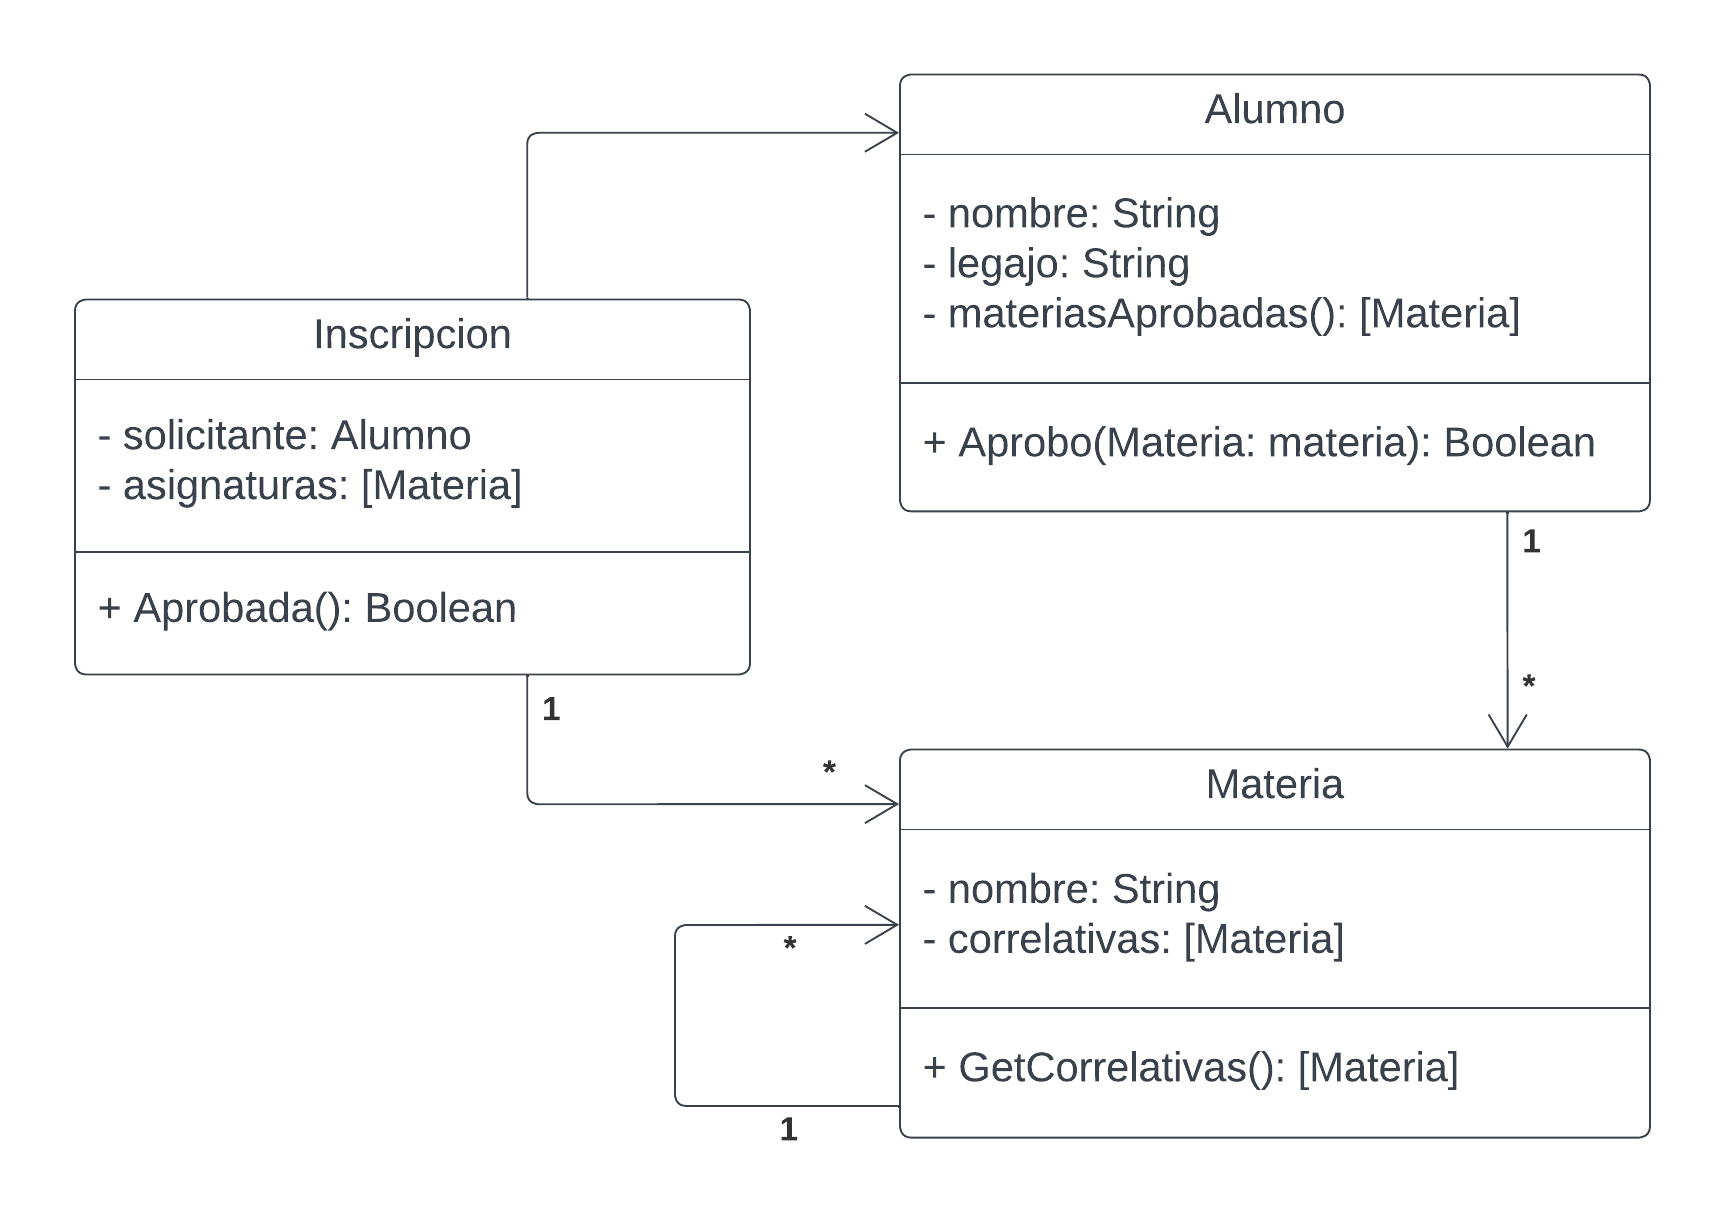 Alumno
- nombre: String
- legajo: String
- materiasAprobadas(): [Materia]
+ Aprobo(Materia: materia): Boolean
1
*
Inscripcion
- solicitante: Alumno
- asignaturas: [Materia]
+ Aprobada(): Boolean
1
*
Materia
- nombre: String
- correlativas: [Materia]
+ GetCorrelativas(): [Materia]
*
1